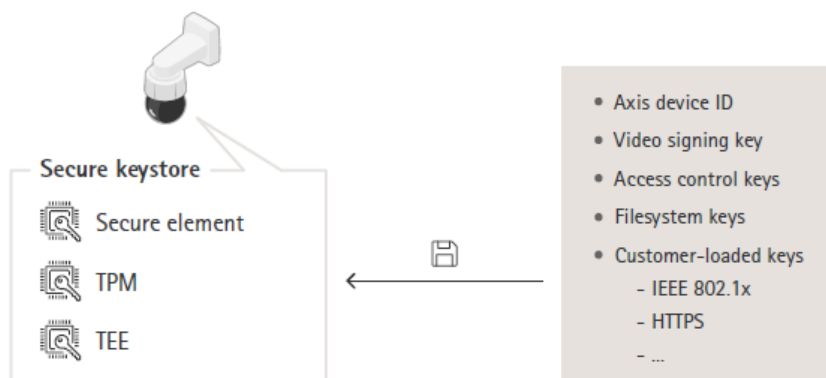 Secure keystore
Secure element
TPM
TEE
• Axis device ID
• Video signing key
• Access control keys
• Filesystem keys
• Customer-loaded keys
- IEEE 802.1x
- HTTPS
- ...